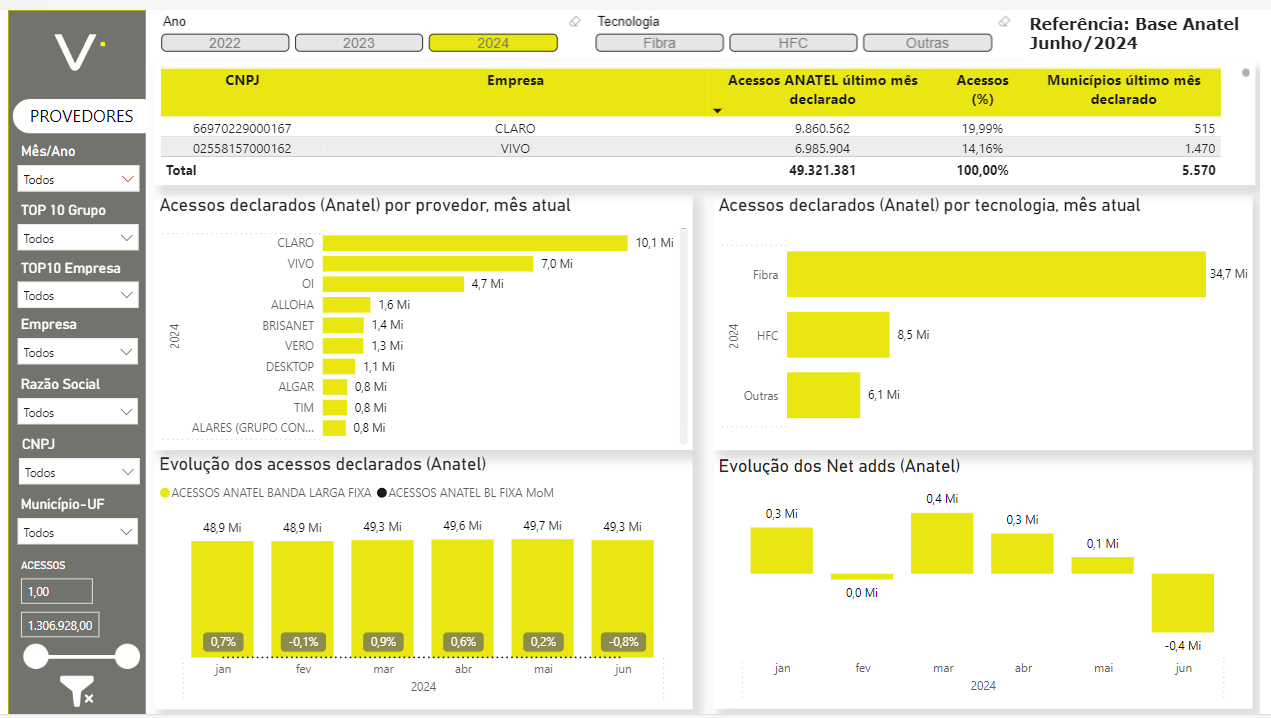 V
Ano
2022
2023
2024
Tecnologia
Fibra
HFC
Outras
Referência: Base Anatel
Junho/2024
PROVEDORES
Mês/Ano
Todos
TOP 10 Grupo
Todos
TOP10 Empresa
Todos
Empresa
Todos
Razão Social
Todos
CNPJ
Todos
Município-UF
Todos
ACESSOS
1,00
1.306.928,00
CNPJ Empresa Acessos ANATEL último mês declarado Acessos (%) Municípios último mês declarado
66970229000167 CLARO 9.860.562 19,99% 515
02558157000162 VIVO 6.985.904 14,16% 1.470
Total 49.321.381 100,00% 5.570
Acessos declarados (Anatel) por provedor, mês atual
2024
CLARO 10,1 Mi
VIVO 7,0 Mi
OI 4,7 Mi
ALLOHA 1,6 Mi
BRISANET 1,4 Mi
VERO 1,3 Mi
DESKTOP 1,1 Mi
ALGAR 0,8 Mi
TIM 0,8 Mi
ALARES (GRUPO CON... 0,8 Mi
Acessos declarados (Anatel) por tecnologia, mês atual
2024
Fibra 34,7 Mi
HFC 8,5 Mi
Outras 6,1 Mi
Evolução dos acessos declarados (Anatel)
ACESSOS ANATEL BANDA LARGA FIXA ACESSOS ANATEL BL FIXA MoM
48,9 Mi 48,9 Mi 49,3 Mi 49,6 Mi 49,7 Mi 49,3 Mi
0,7% -0,1% 0,9% 0,6% 0,2% -0,8%
jan fev mar abr mai jun
2024
Evolução dos Net adds (Anatel)
0,3 Mi 0,0 Mi 0,4 Mi 0,3 Mi 0,1 Mi -0,4 Mi
jan fev mar abr mai jun
2024